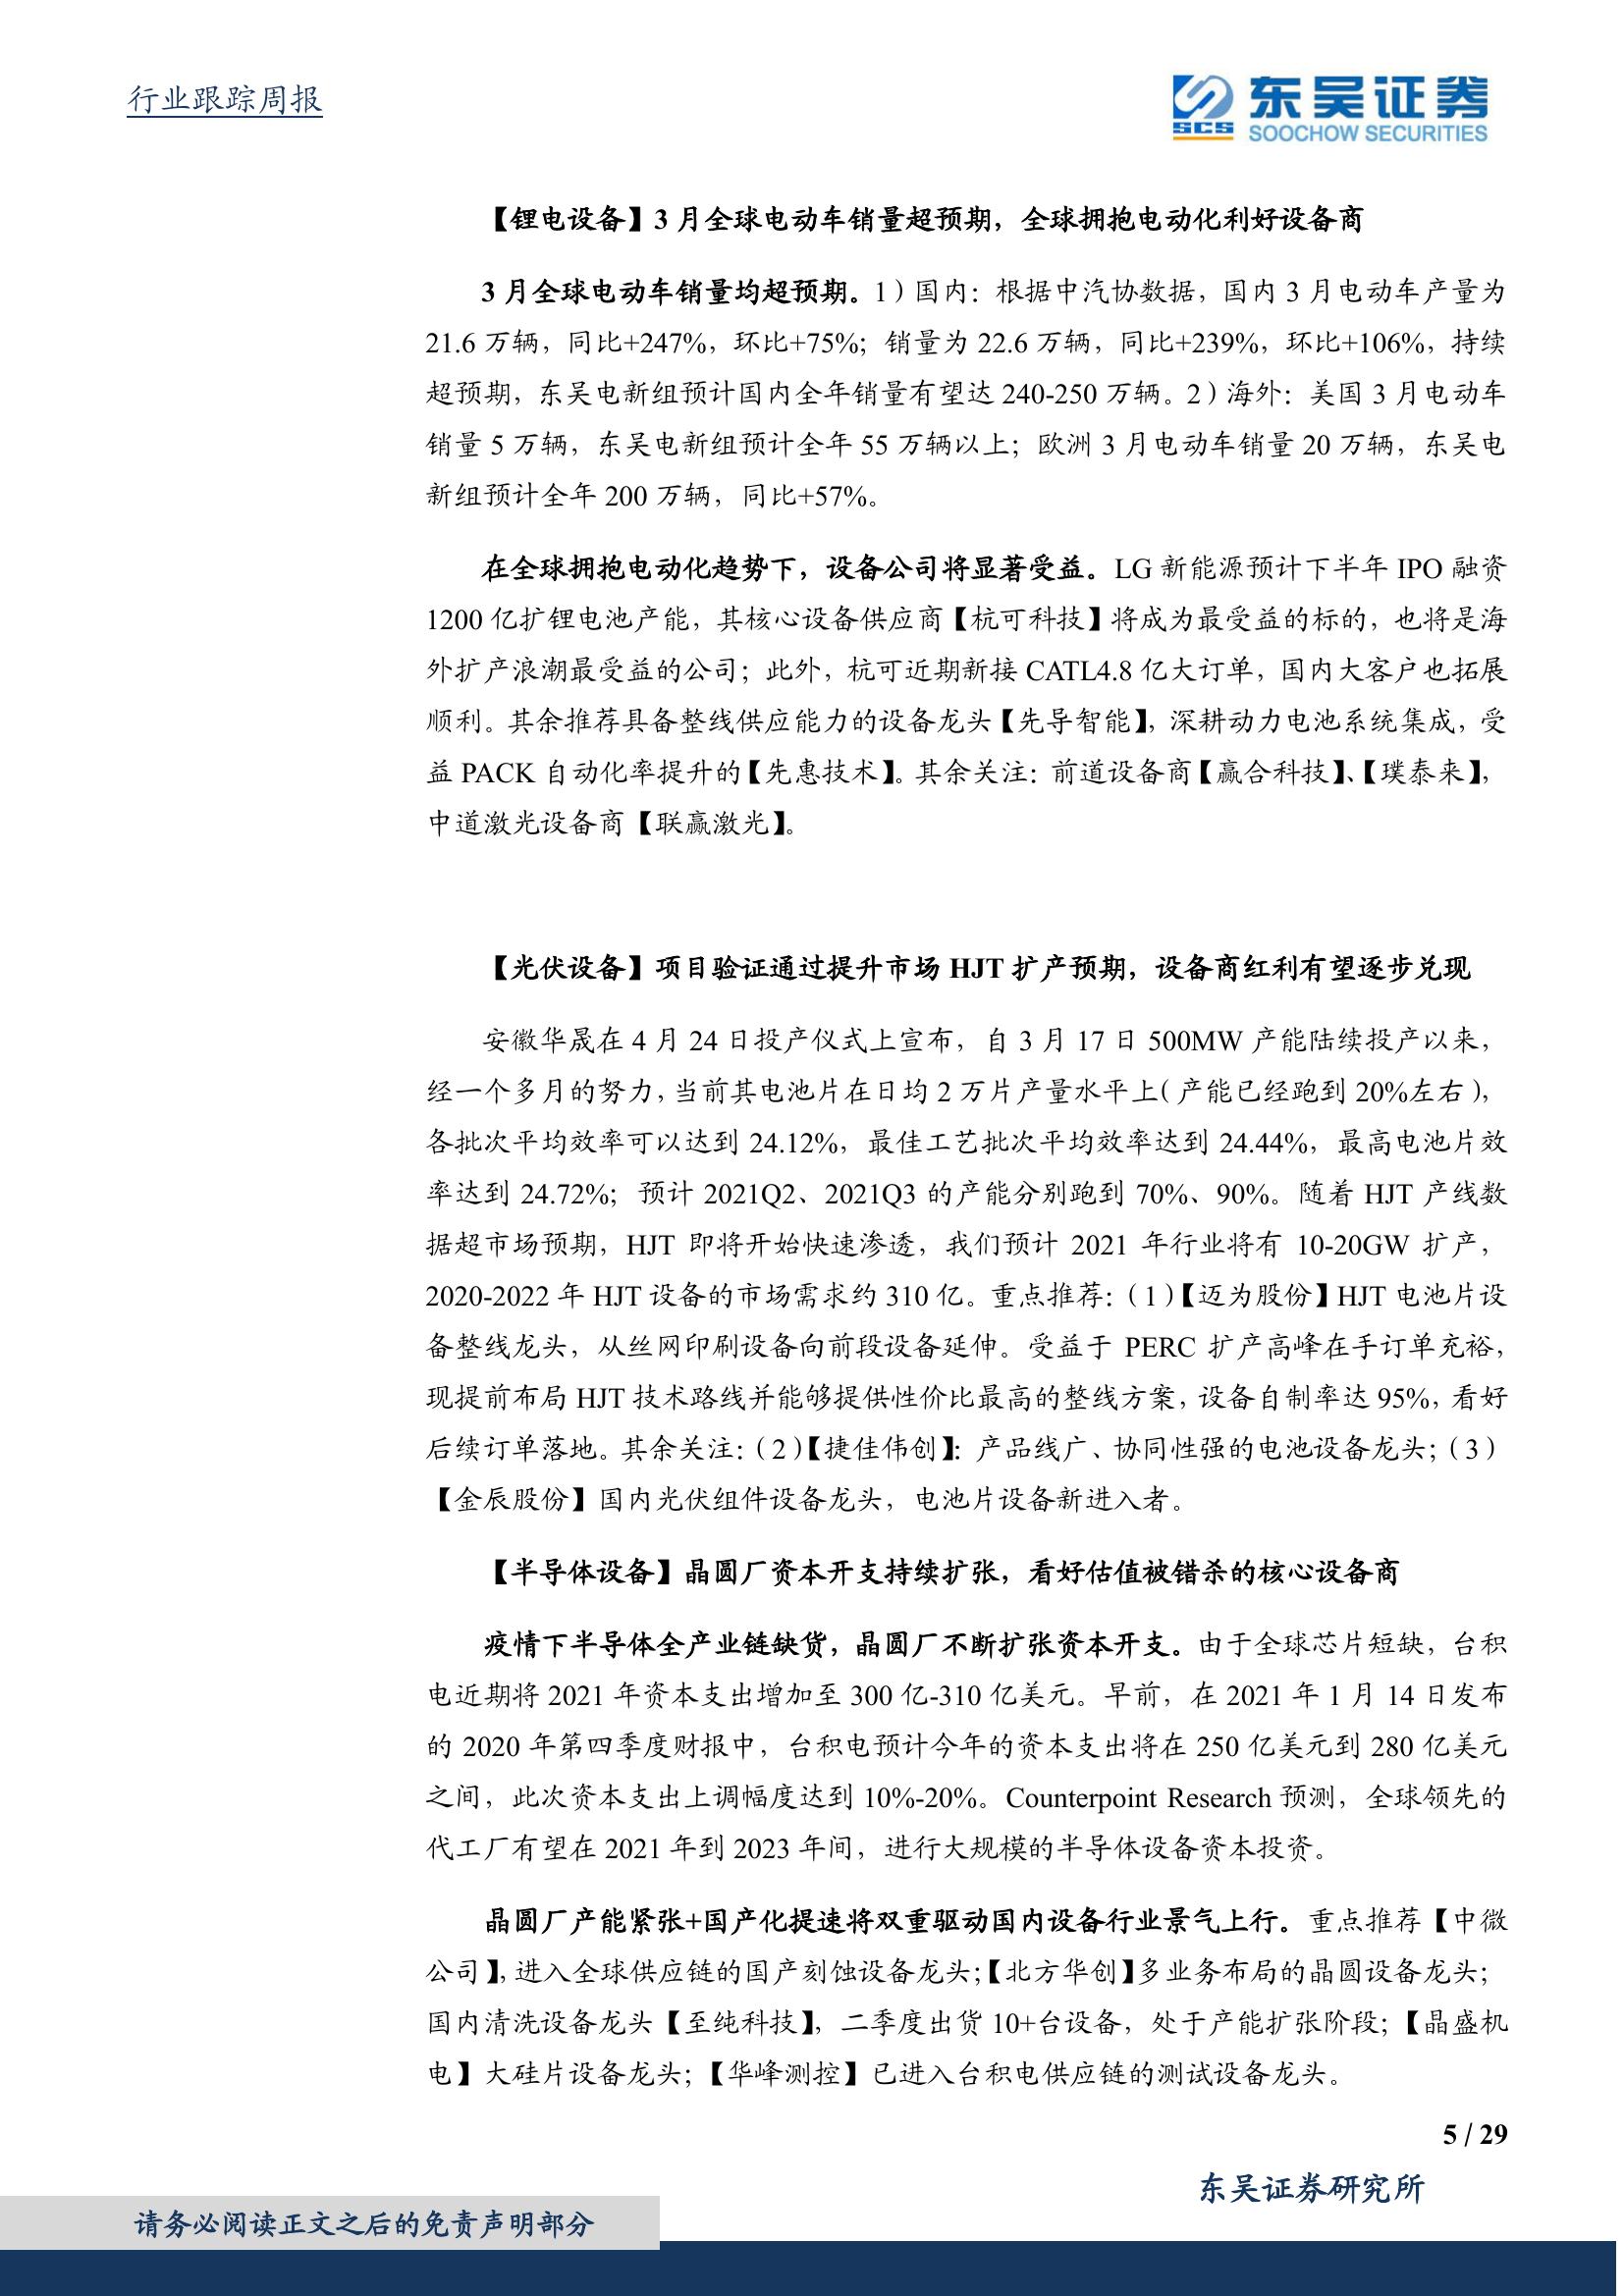 行业跟踪周报
东吴证券
SCS
SOOCHOW SECURITIES
【锂电设备】3 月全球电动车销量超预期，全球拥抱电动化利好设备商
3 月全球电动车销量均超预期。1）国内：根据中汽协数据，国内 3 月电动车产量为
21.6 万辆，同比+247%，环比+75%；销量为 22.6 万辆，同比+239%，环比+106%，持续
超预期，东吴电新组预计国内全年销量有望达 240-250 万辆。2）海外：美国 3 月电动车
销量 5 万辆，东吴电新组预计全年 55 万辆以上；欧洲 3 月电动车销量 20 万辆，东吴电
新组预计全年 200 万辆，同比+57%。
在全球拥抱电动化趋势下，设备公司将显著受益。LG 新能源预计下半年 IPO 融资
1200 亿扩锂电池产能，其核心设备供应商【杭可科技】将成为最受益的标的，也将是海
外扩产浪潮最受益的公司；此外，杭可近期新接 CATL4.8 亿大订单，国内大客户也拓展
顺利。其余推荐具备整线供应能力的设备龙头【先导智能】，深耕动力电池系统集成，受
益 PACK 自动化率提升的【先惠技术】。其余关注：前道设备商【赢合科技】、【璞泰来】，
中道激光设备商【联赢激光】。
【光伏设备】项目验证通过提升市场 HJT 扩产预期，设备商红利有望逐步兑现
安徽华晟在 4 月 24 日投产仪式上宣布，自 3 月 17 日 500MW 产能陆续投产以来，
经一个多月的努力，当前其电池片在日均 2 万片产量水平上（产能已经跑到 20%左右），
各批次平均效率可以达到 24.12%，最佳工艺批次平均效率达到 24.44%，最高电池片效
率达到 24.72%；预计 2021Q2、2021Q3 的产能分别跑到 70%、90%。随着 HJT 产线数
据超市场预期，HJT 即将开始快速渗透，我们预计 2021 年行业将有 10-20GW 扩产，
2020-2022 年 HJT 设备的市场需求约 310 亿。重点推荐：（1）【迈为股份】HJT 电池片设
备整线龙头，从丝网印刷设备向前段设备延伸。受益于 PERC 扩产高峰在手订单充裕，
现提前布局 HJT 技术路线并能够提供性价比最高的整线方案，设备自制率达 95%，看好
后续订单落地。其余关注：（2）【捷佳伟创】：产品线广、协同性强的电池设备龙头；（3）
【金辰股份】国内光伏组件设备龙头，电池片设备新进入者。
【半导体设备】晶圆厂资本开支持续扩张，看好估值被错杀的核心设备商
疫情下半导体全产业链缺货，晶圆厂不断扩张资本开支。由于全球芯片短缺，台积
电近期将 2021 年资本支出增加至 300 亿-310 亿美元。早前，在 2021 年 1 月 14 日发布
的 2020 年第四季度财报中，台积电预计今年的资本支出将在 250 亿美元到 280 亿美元
之间，此次资本支出上调幅度达到 10%-20%。Counterpoint Research 预测，全球领先的
代工厂有望在 2021 年到 2023 年间，进行大规模的半导体设备资本投资。
晶圆厂产能紧张+国产化提速将双重驱动国内设备行业景气上行。重点推荐【中微
公司】，进入全球供应链的国产刻蚀设备龙头；【北方华创】多业务布局的晶圆设备龙头；
国内清洗设备龙头【至纯科技】，二季度出货 10+台设备，处于产能扩张阶段；【晶盛机
电】大硅片设备龙头；【华峰测控】已进入台积电供应链的测试设备龙头。
5 / 29
东吴证券研究所
请务必阅读正文之后的免责声明部分